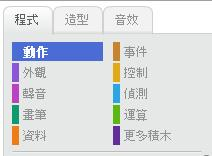 程式 造型 音效
動作 事件
外觀 控制
聲音 偵測
畫筆 運算
資料 更多積木